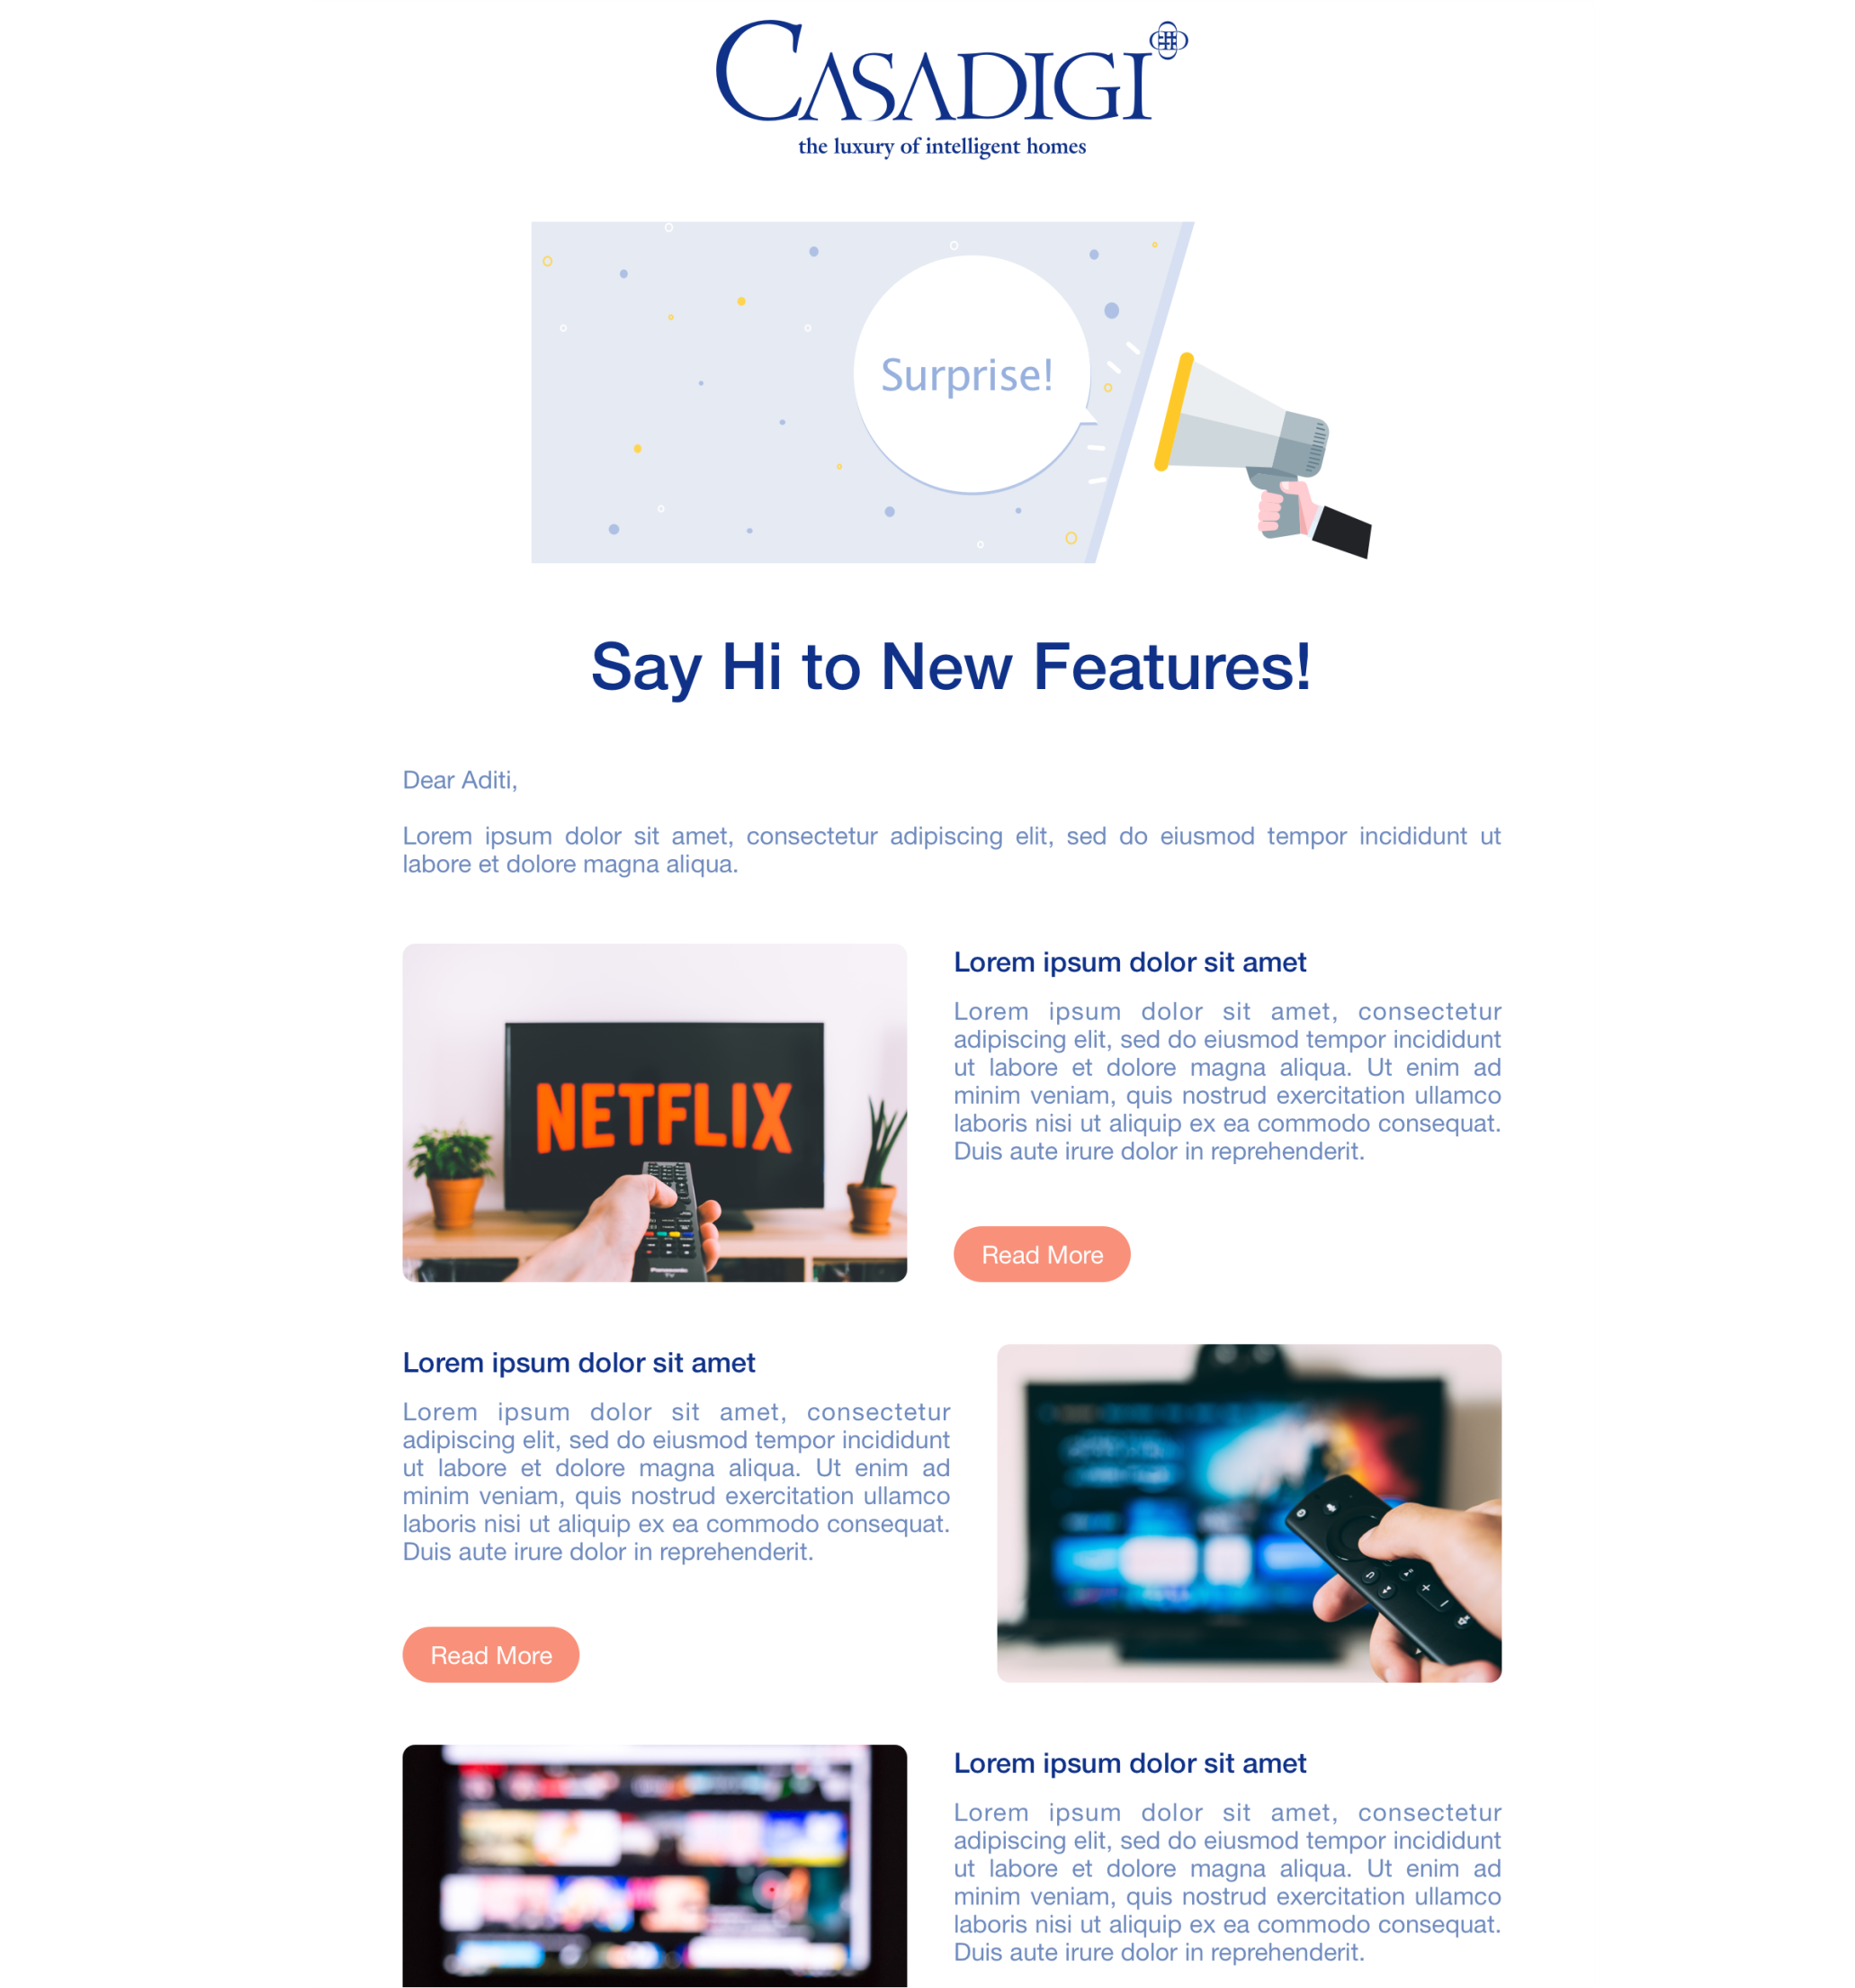 CASADIGI
the luxury of intelligent homes
Surprise!
Say Hi to New Features!
Dear Aditi,
Lorem ipsum dolor sit amet, consectetur adipiscing elit, sed do eiusmod tempor incididunt ut
labore et dolore magna aliqua.
NETFLIX
Panasonic
TV
Lorem ipsum dolor sit amet
Lorem ipsum dolor sit amet, consectetur
adipiscing elit, sed do eiusmod tempor incididunt
ut labore et dolore magna aliqua. Ut enim ad
minim veniam, quis nostrud exercitation ullamco
laboris nisi ut aliquip ex ea commodo consequat.
Duis aute irure dolor in reprehenderit.
Read More
Lorem ipsum dolor sit amet
Lorem ipsum dolor sit amet, consectetur
adipiscing elit, sed do eiusmod tempor incididunt
ut labore et dolore magna aliqua. Ut enim ad
minim veniam, quis nostrud exercitation ullamco
laboris nisi ut aliquip ex ea commodo consequat.
Duis aute irure dolor in reprehenderit.
Read More
Lorem ipsum dolor sit amet
Lorem ipsum dolor sit amet, consectetur
adipiscing elit, sed do eiusmod tempor incididunt
ut labore et dolore magna aliqua. Ut enim ad
minim veniam, quis nostrud exercitation ullamco
laboris nisi ut aliquip ex ea commodo consequat.
Duis aute irure dolor in reprehenderit.